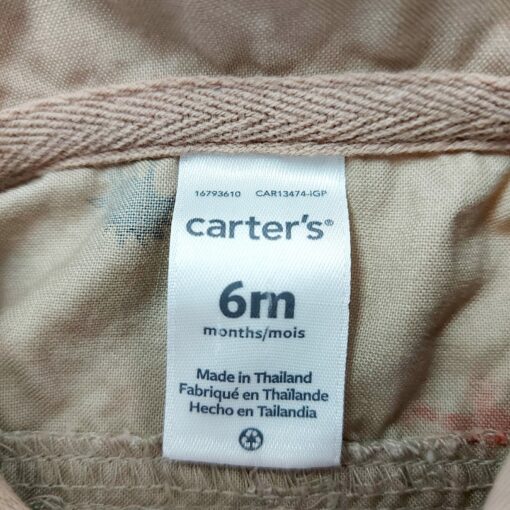 16793610 CAR13474-IGP
carter's®
6m
months/mois
Made in Thailand
Fabriqué en Thaïlande
Hecho en Tailandia